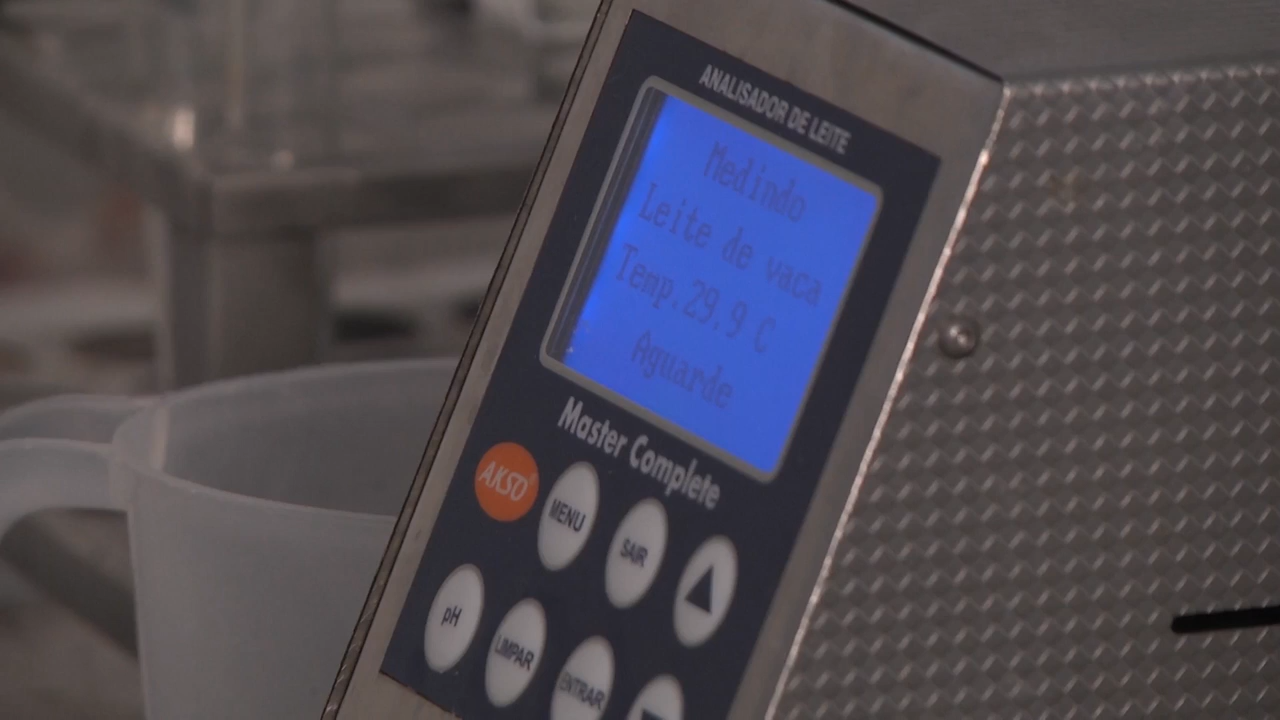 ANALISADOR DE LEITE
Medindo
Leite de vaca
Temp.29.9 C
Aguarde
Master Complete
AKSO
MENU
SAIR
pH
LIMPAR
ENTRAR